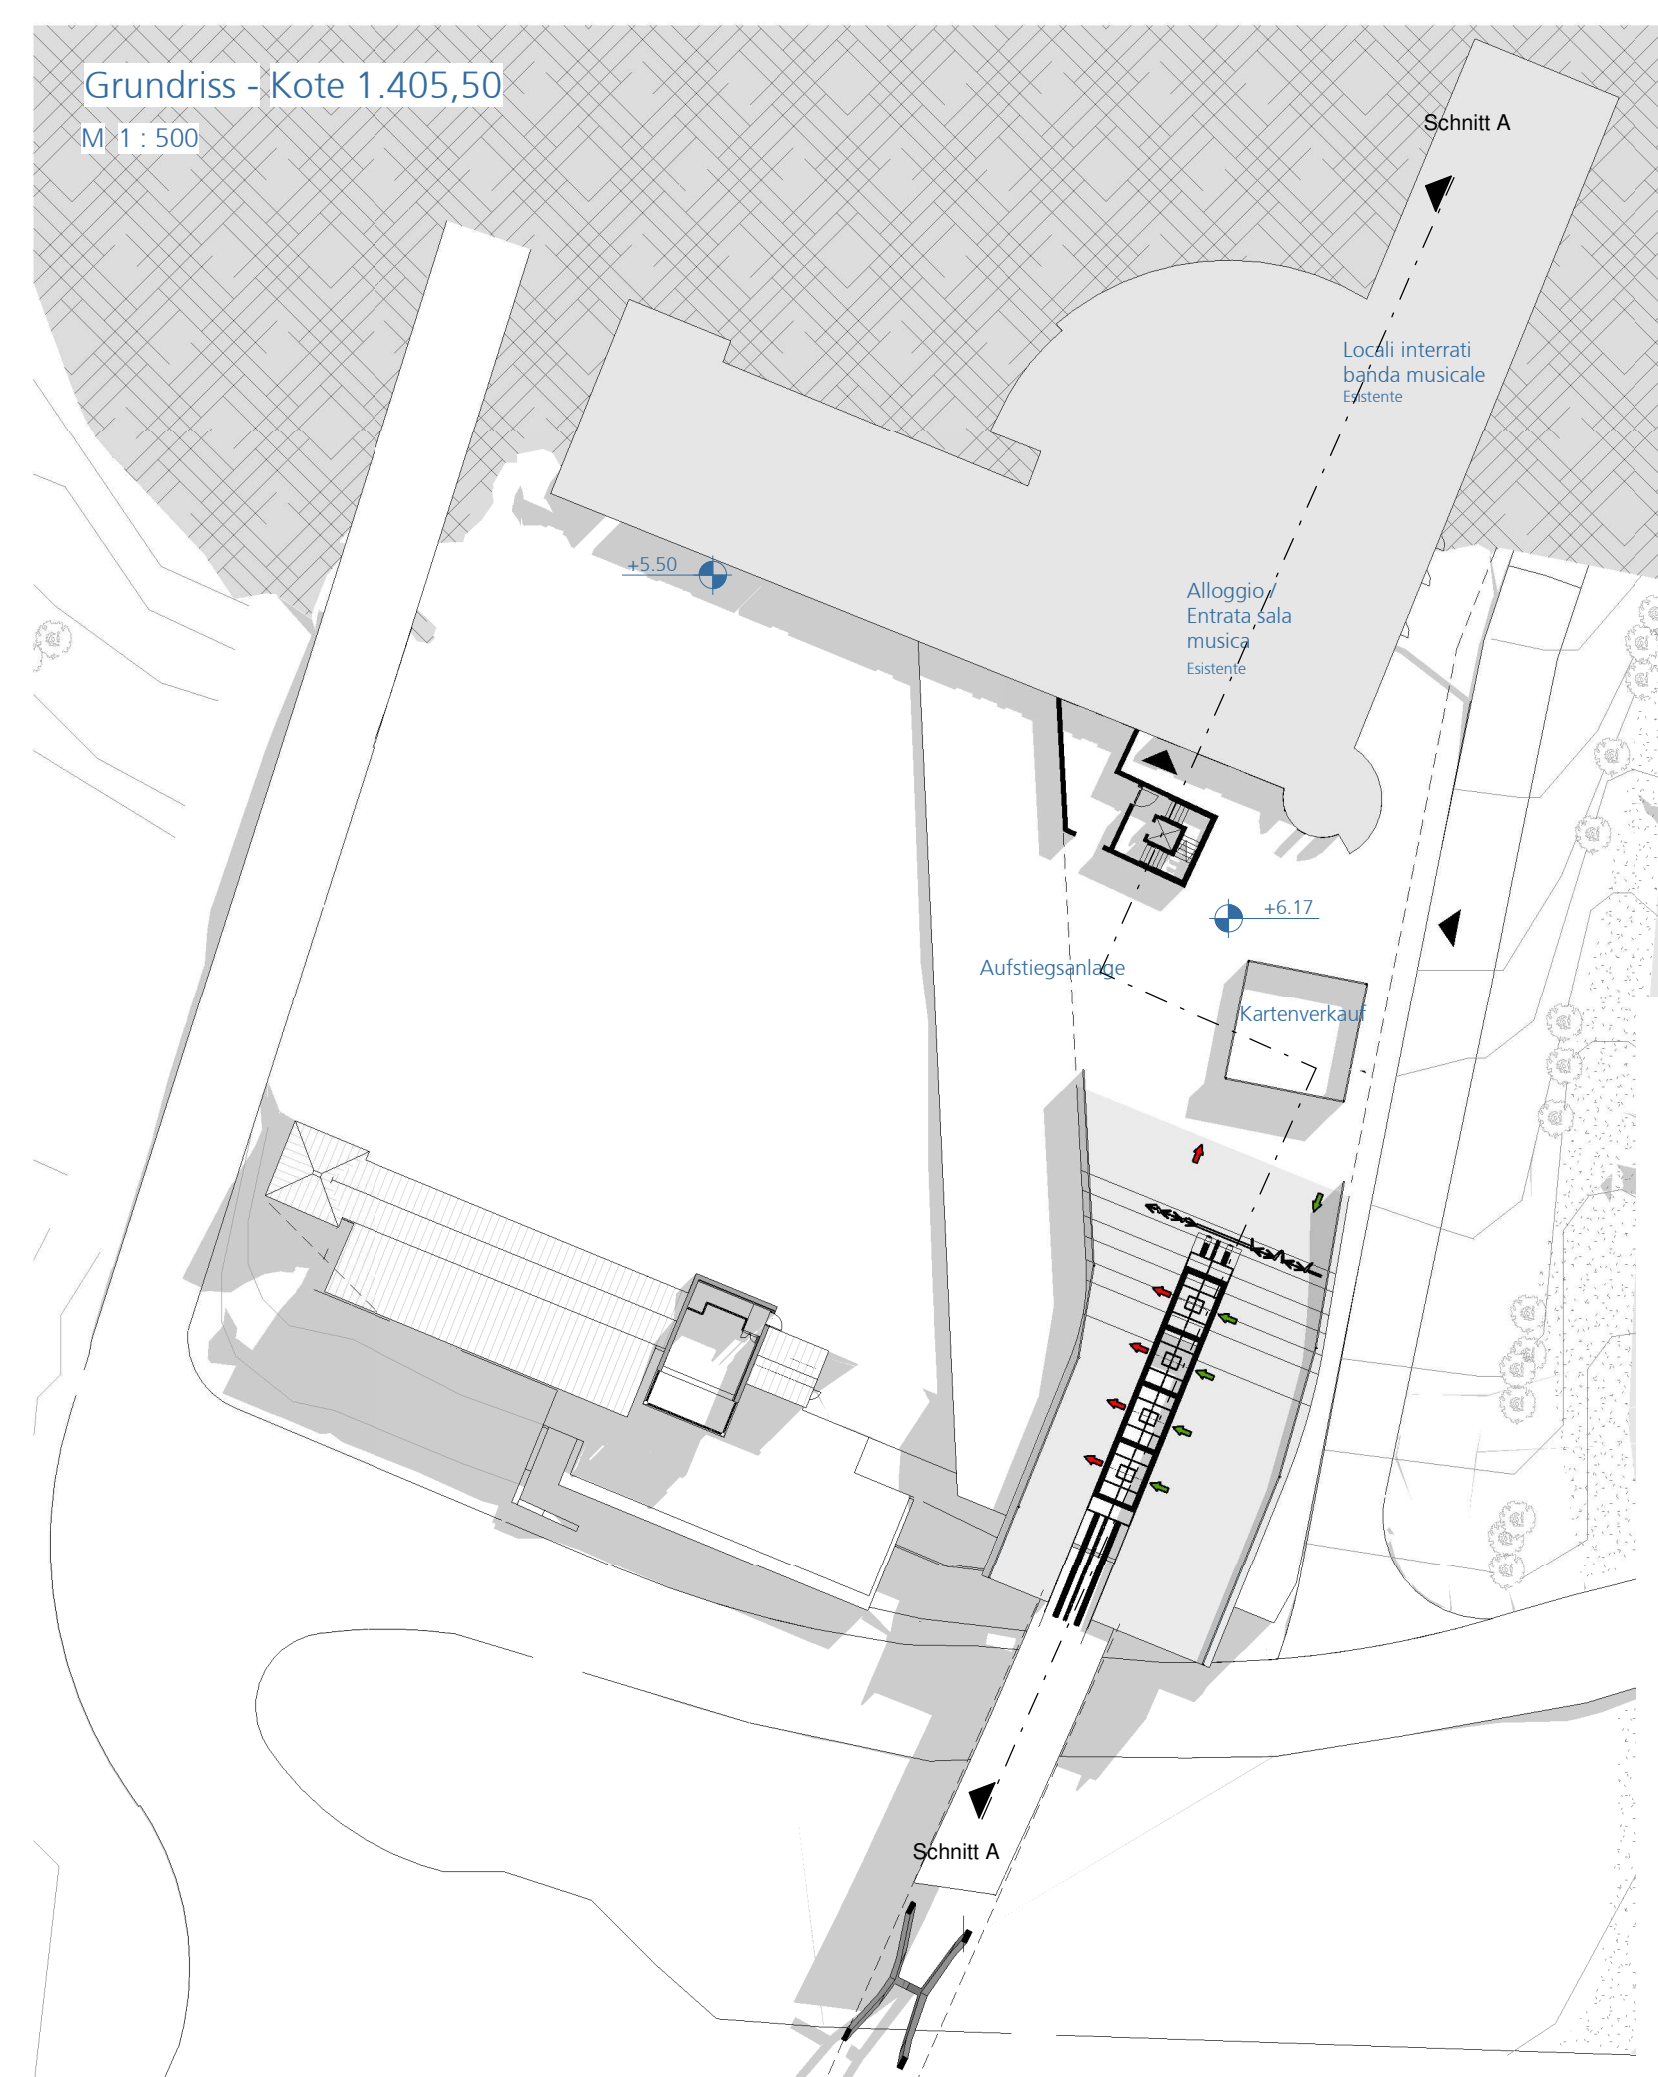 Grundriss - Kote 1.405,50
M 1 : 500
Schnitt A
Locali interrati
banda musicale
Esistente
+5.50
Alloggio /
Entrata sala
musica
Esistente
+6.17
Aufstiegsanlage
Kartenverkauf
Schnitt A